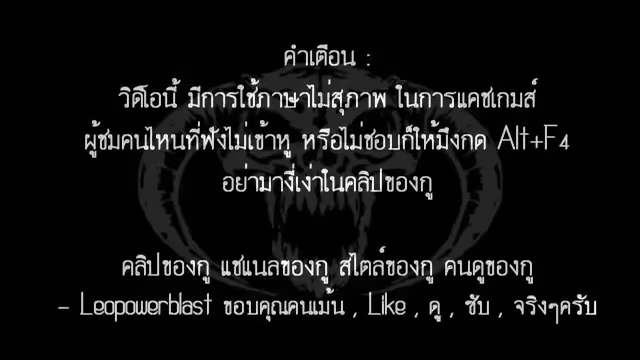 คำเตือน :
วิดีโอนี้ มีการใช้ภาษาไม่สุภาพ ในการแคชเกมส์
ผู้ชมคนไหนที่ฟังไม่เข้าหู หรือไม่ชอบก็ให้มึงกด Alt+F4
อย่ามางี่เง่าในคลิปของกู
คลิปของกู แชแนลของกู สไตล์ของกู คนดูของกู
- Leopowerblast ขอบคุณคนเม้น , Like , ดู , ซับ , จริงๆครับ